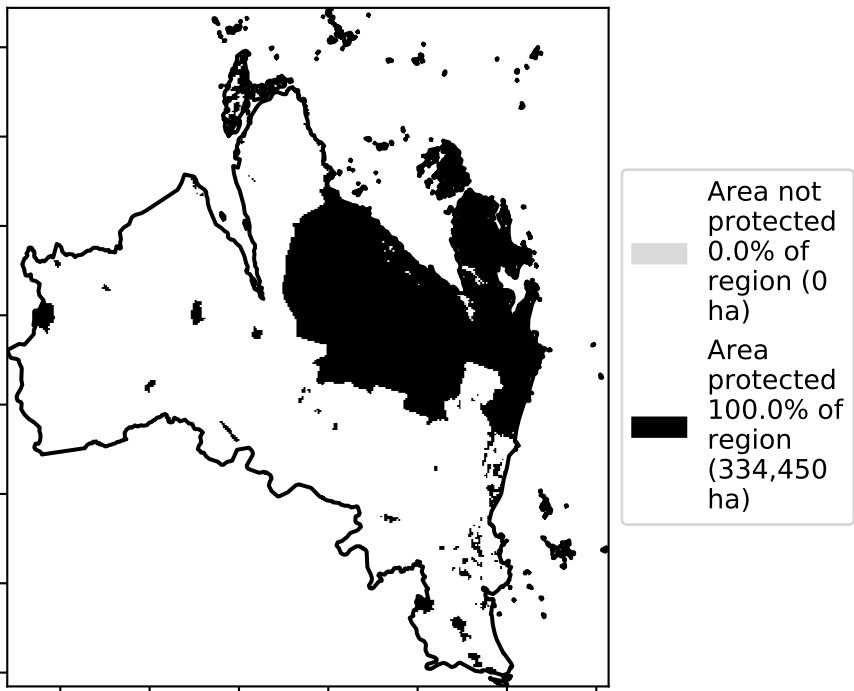 Area not
protected
0.0% of
region (0
ha)
Area
protected
100.0% of
region
(334,450
ha)